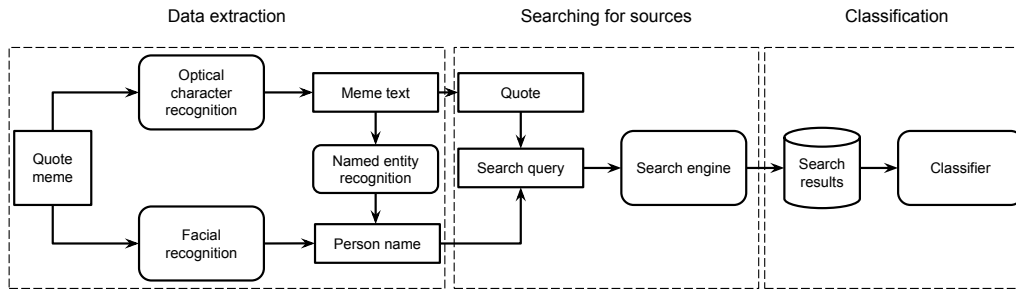 Data extraction
Searching for sources
Classification
Optical
character
recognition
Meme text
Quote
Quote
meme
Named entity
recognition
Search query
Search engine
Search
results
Classifier
Facial
recognition
Person name